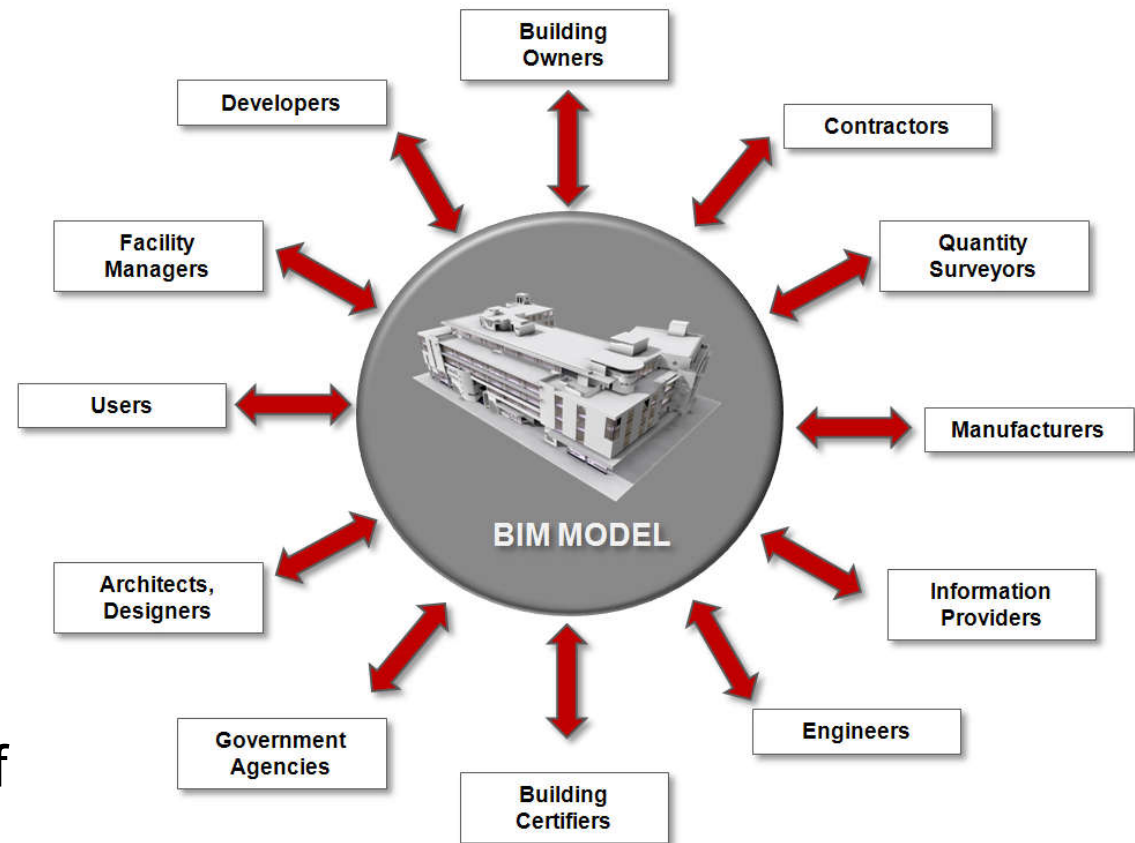 Building
Owners
Developers
Contractors
Facility
Managers
Quantity
Surveyors
Users
Manufacturers
BIM MODEL
Architects,
Designers
Information
Providers
Government
Agencies
Engineers
Building
Certifiers
f